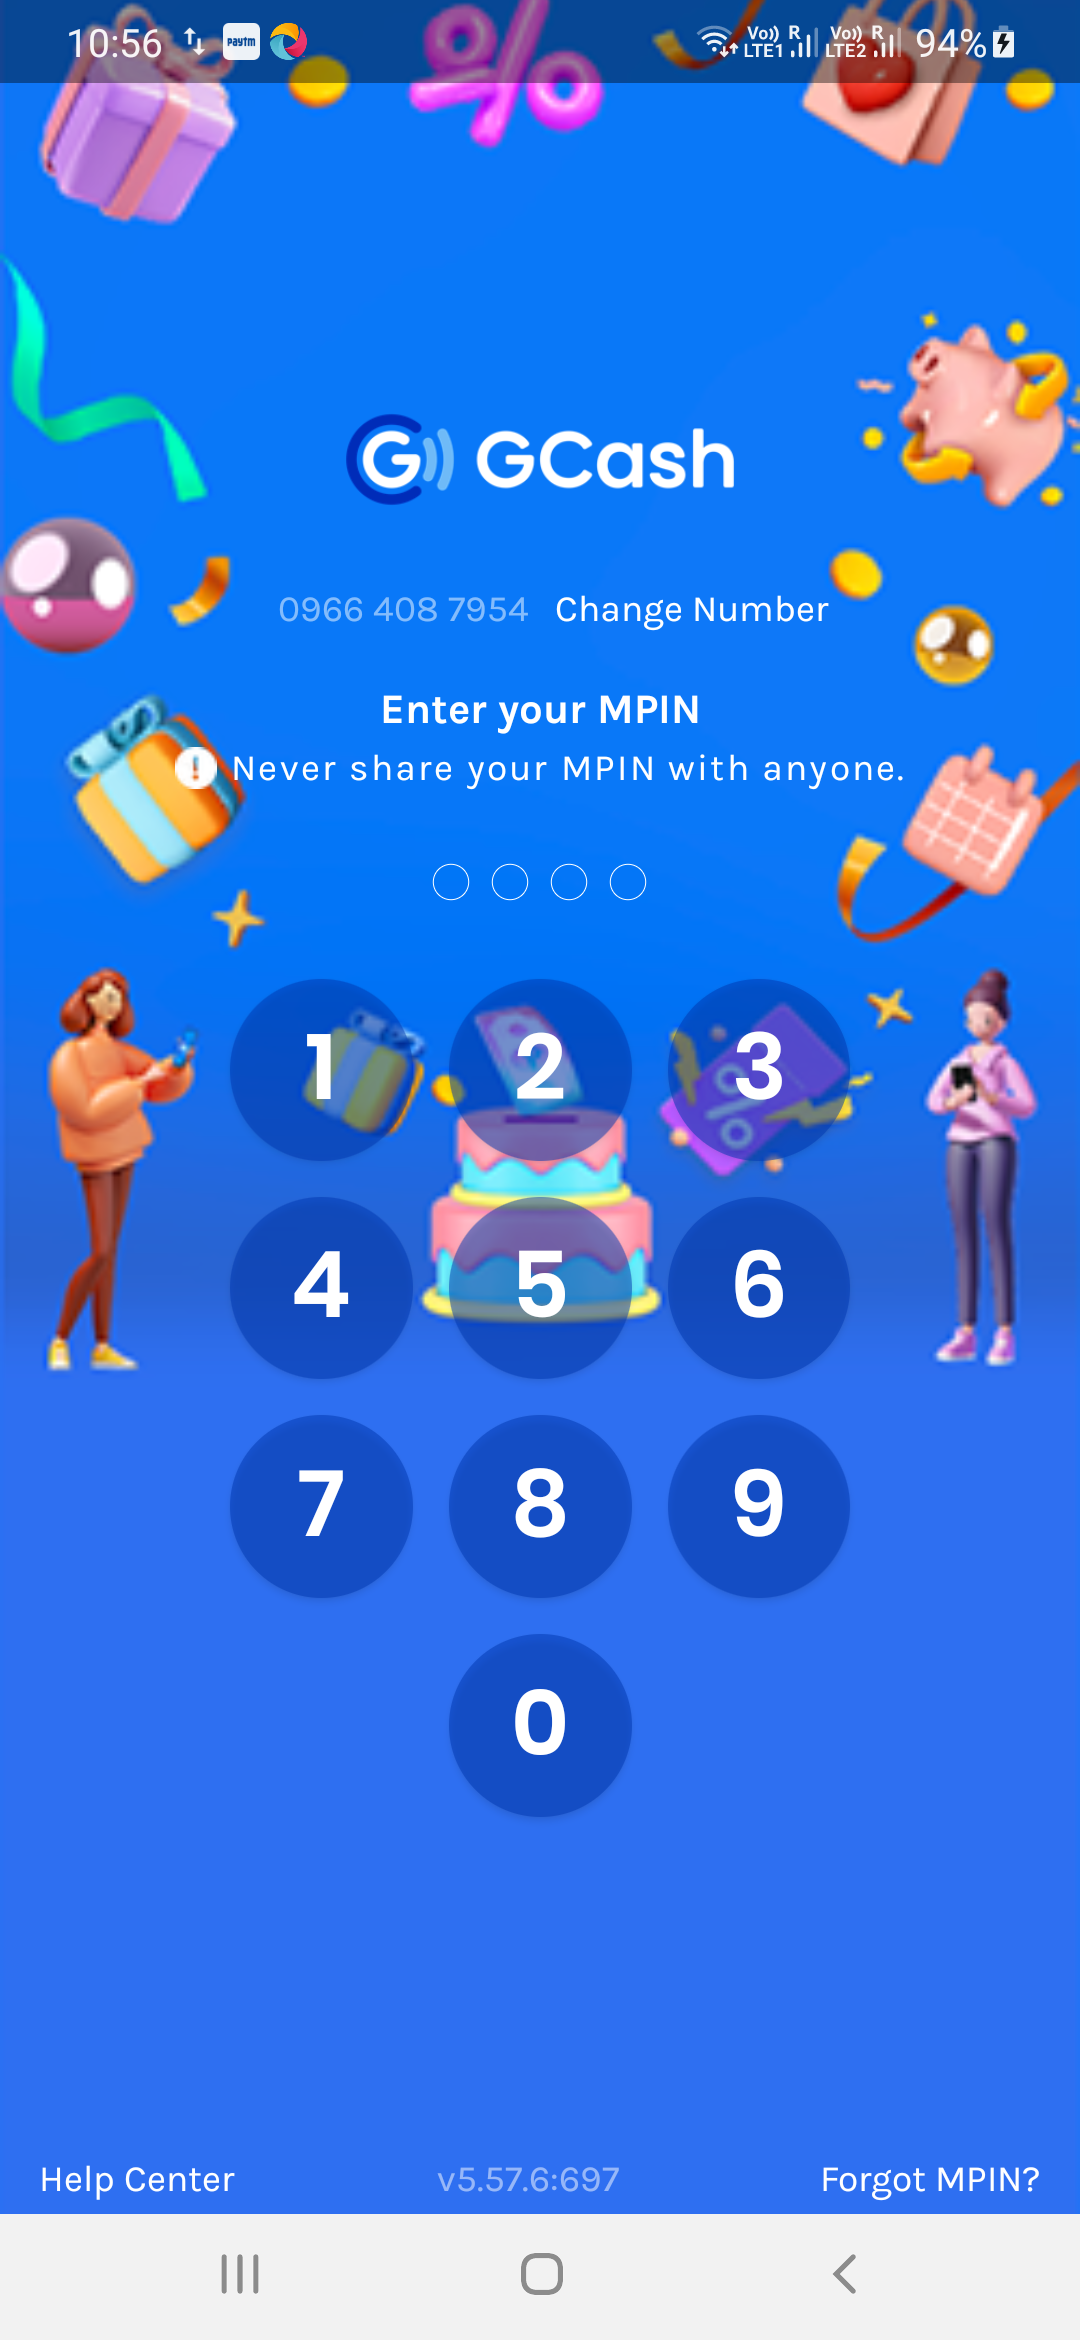 10:56 paytm Vo)) R LTE1 Vo)) R LTE2 94%
GCash
0966 408 7954 Change Number
Enter your MPIN
! Never share your MPIN with anyone.
1 2 3
4 5 6
7 8 9
0
Help Center v5.57.6:697 Forgot MPIN?